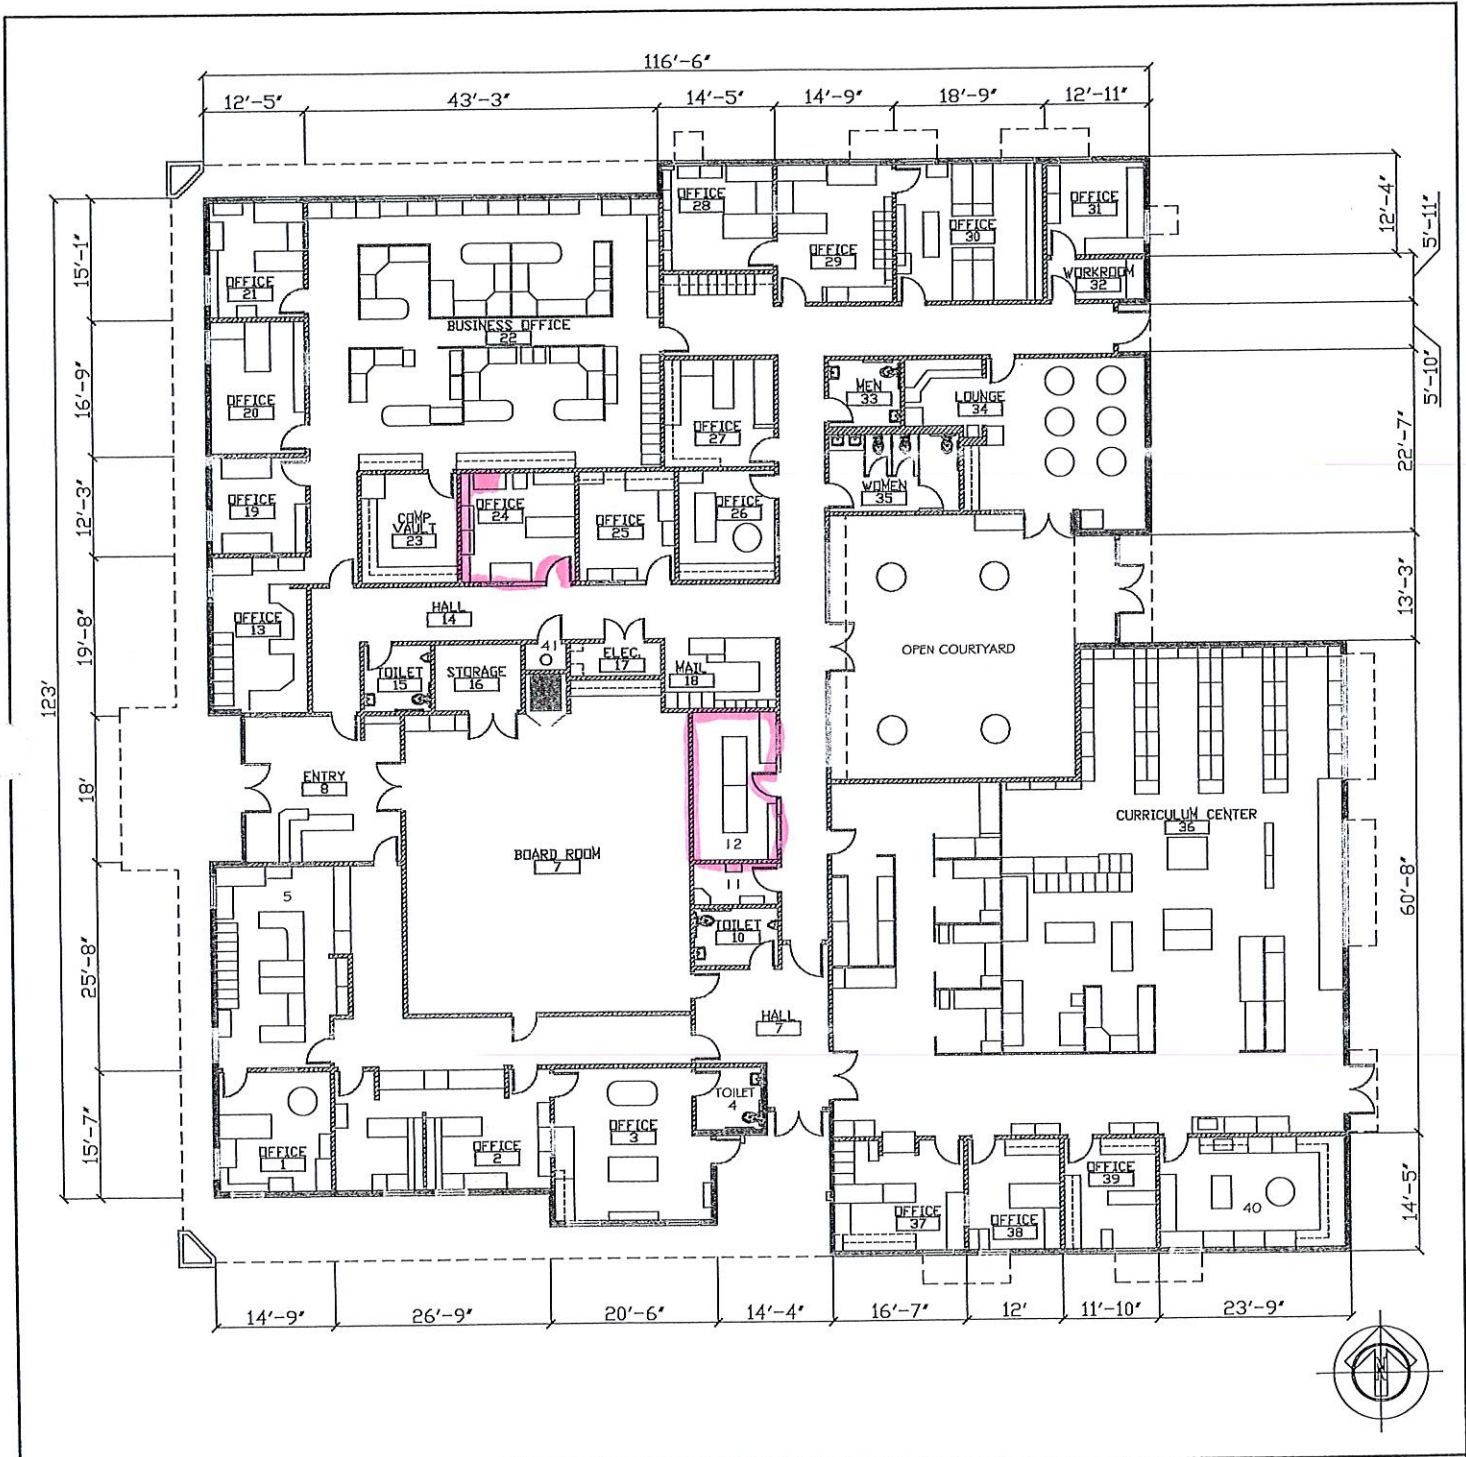 116'-6"
12'-5"
43'-3"
14'-5"
14'-9"
18'-9"
12'-11"
123'
15'-1"
16'-9"
12'-3"
19'-8"
18'
25'-8"
15'-7"
12'-4"
5'-11"
5'-10"
22'-7"
13'-3"
60'-8"
14'-5"
OFFICE
28
OFFICE
29
OFFICE
30
OFFICE
31
WORKROOM
32
OFFICE
21
BUSINESS OFFICE
22
OFFICE
20
OFFICE
27
MEN
33
LOUNGE
34
WOMEN
35
OFFICE
19
COMP
VAULT
23
OFFICE
24
OFFICE
25
OFFICE
26
OFFICE
13
HALL
14
TOILET
15
STORAGE
16
41
ELEC.
17
MAIL
18
OPEN COURTYARD
ENTRY
8
BOARD ROOM
7
12
11
TOILET
10
CURRICULUM CENTER
36
5
HALL
7
OFFICE
1
OFFICE
2
OFFICE
3
TOILET
4
OFFICE
37
OFFICE
38
OFFICE
39
40
14'-9"
26'-9"
20'-6"
14'-4"
16'-7"
12'
11'-10"
23'-9"
N